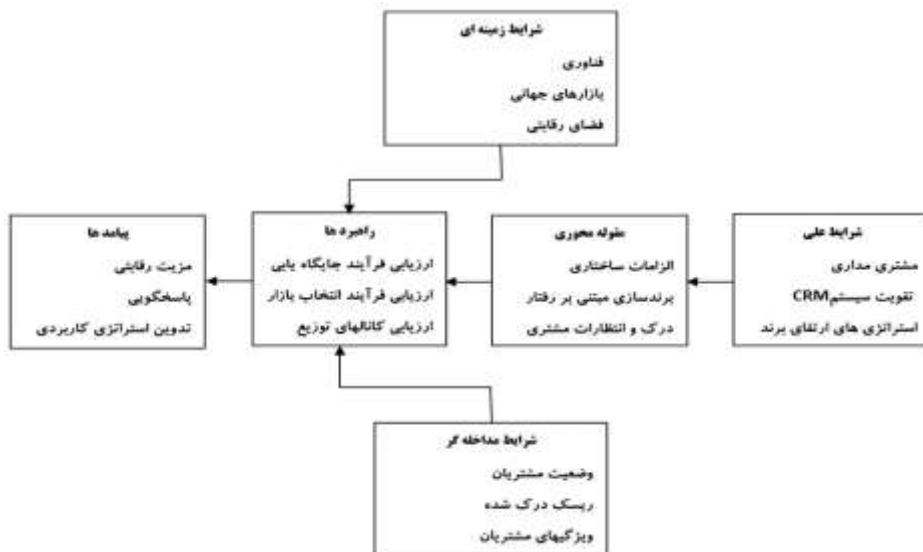 شرایط زمینه ای
فناوری
بازارهای جهانی
فضای رقابتی
شرایط علی
مشتری مداری
تقویت سیستمCRM
استراتژی های ارتقای برند
مقوله محوری
الزامات ساختاری
برندسازی مبتنی بر رفتار
درک و انتظارات مشتری
راهبرد ها
ارزیابی فرآیند جایگاه یابی
ارزیابی فرآیند انتخاب بازار
ارزیابی کانالهای توزیع
پیامد ها
مزیت رقابتی
پاسخگویی
تدوین استراتژی کاربردی
شرایط مداخله گر
وضعیت مشتریان
ریسک درک شده
ویژگیهای مشتریان